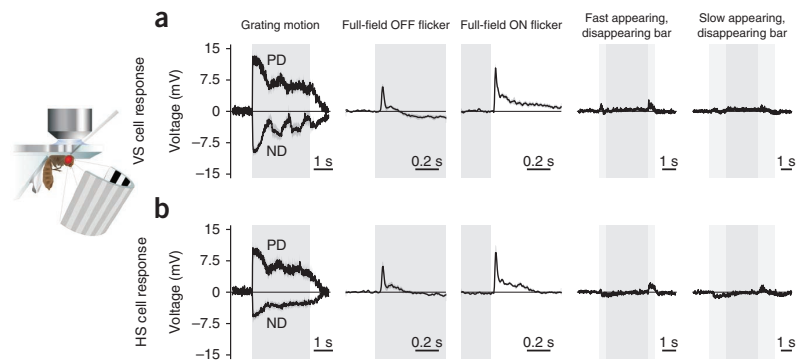 a
Grating motion
Full-field OFF flicker
Full-field ON flicker
Fast appearing,
disappearing bar
Slow appearing,
disappearing bar
VS cell response
Voltage (mV)
15
7.5
0
−7.5
−15
PD
ND
1 s
0.2 s
0.2 s
1 s
1 s
b
HS cell response
Voltage (mV)
15
7.5
0
−7.5
−15
PD
ND
1 s
0.2 s
0.2 s
1 s
1 s